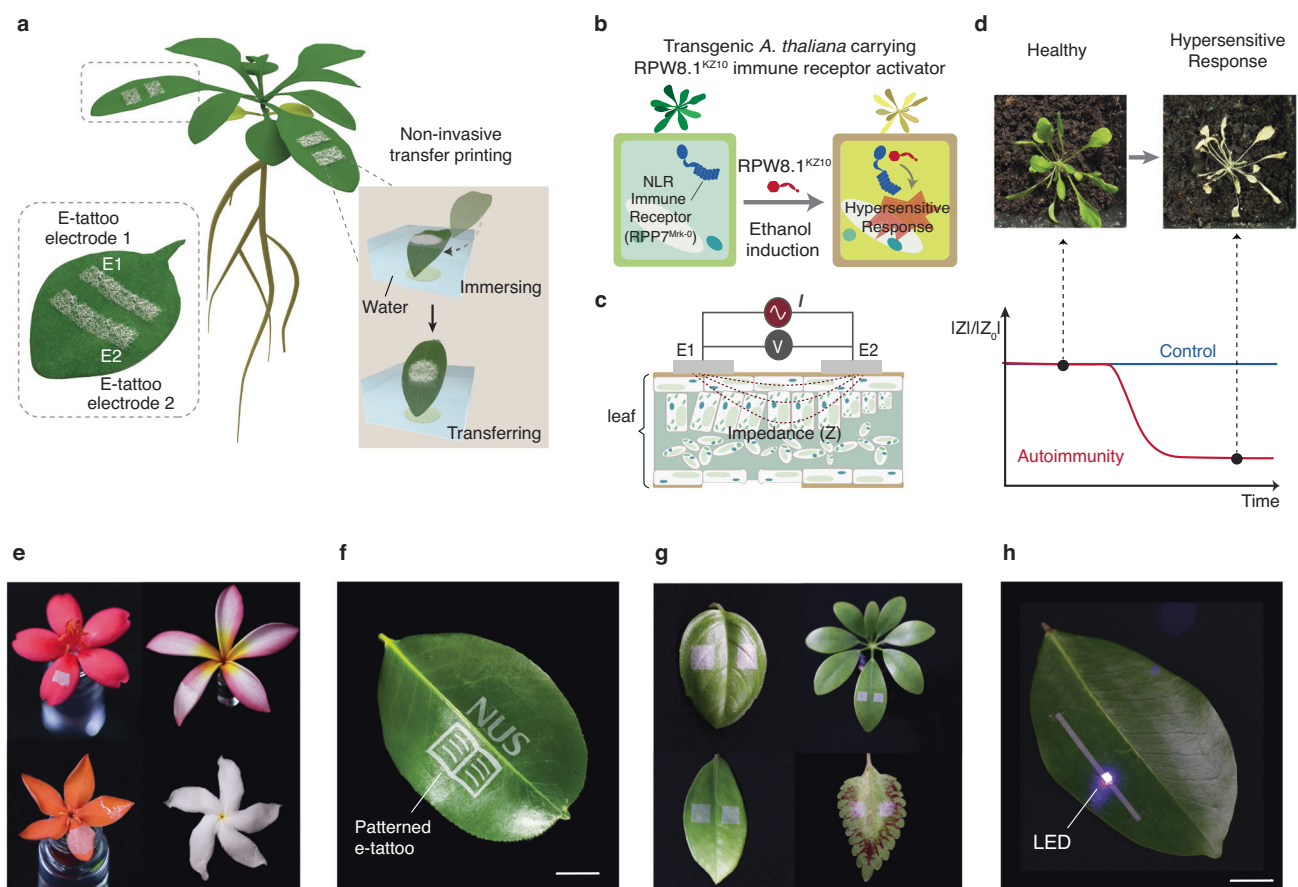 a
Non-invasive
transfer printing
E-tattoo
electrode 1
E1
E2
E-tattoo
electrode 2
Water
Immersing
Transferring
b
Transgenic A. thaliana carrying
RPW8.1ᴷᶻ¹⁰ immune receptor activator
NLR
Immune
Receptor
(RPP7ᴹʳᵏ⁻⁰)
RPW8.1ᴷᶻ¹⁰
Ethanol
induction
Hypersensitive
Response
c
I
V
E1
E2
leaf
Impedance (Z)
d
Healthy
Hypersensitive
Response
|Z|/|Z₀|
Control
Autoimmunity
Time
e
f
NUS
Patterned
e-tattoo
g
h
LED